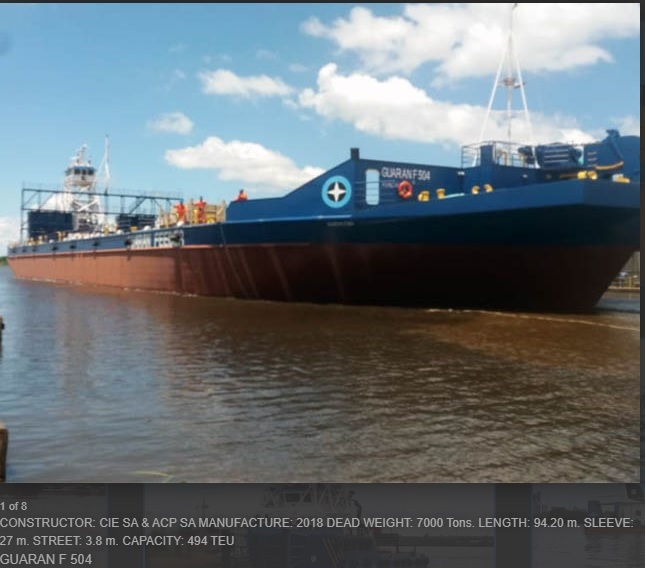 GUARAN F 504
1 of 8
CONSTRUCTOR: CIE SA & ACP SA MANUFACTURE: 2018 DEAD WEIGHT: 7000 Tons. LENGTH: 94.20 m. SLEEVE:
27 m. STREET: 3.8 m. CAPACITY: 494 TEU
GUARAN F 504